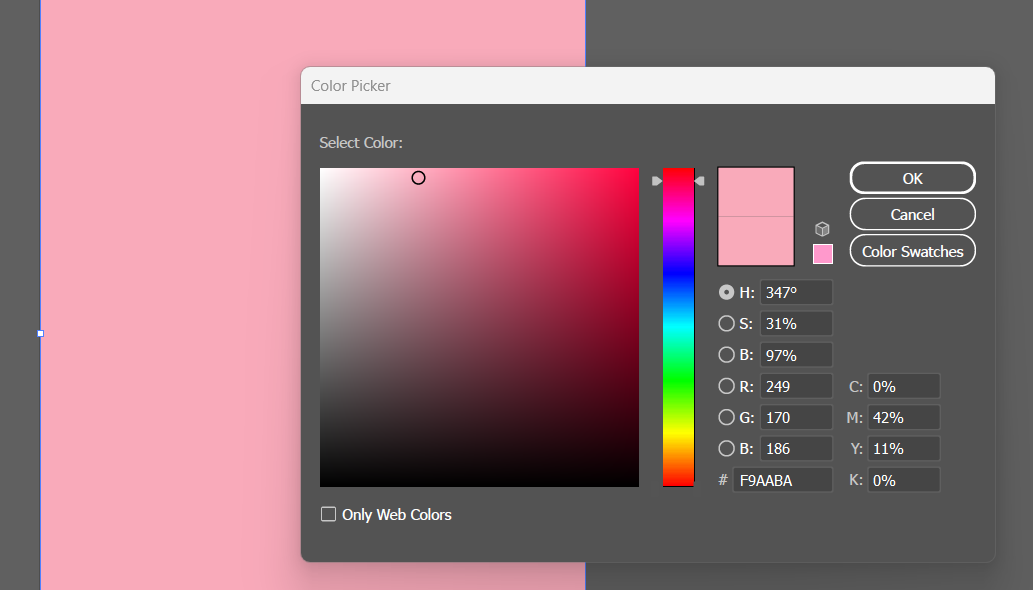 Color Picker
Select Color:
OK
Cancel
Color Swatches
H: 347°
S: 31%
B: 97%
R: 249 C: 0%
G: 170 M: 42%
B: 186 Y: 11%
# F9AABA K: 0%
Only Web Colors